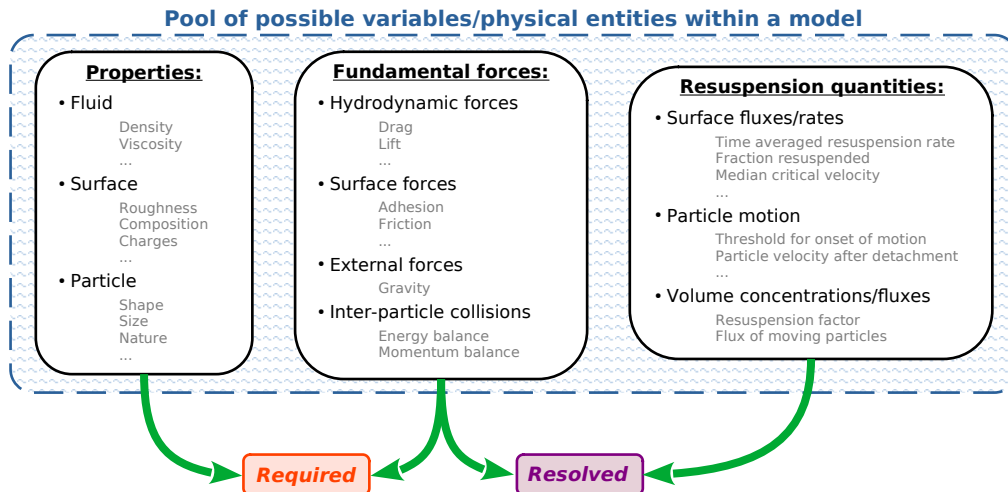 Pool of possible variables/physical entities within a model
Properties:
• Fluid
Density
Viscosity
...
• Surface
Roughness
Composition
Charges
...
• Particle
Shape
Size
Nature
...
Fundamental forces:
• Hydrodynamic forces
Drag
Lift
...
• Surface forces
Adhesion
Friction
...
• External forces
Gravity
• Inter-particle collisions
Energy balance
Momentum balance
Resuspension quantities:
• Surface fluxes/rates
Time averaged resuspension rate
Fraction resuspended
Median critical velocity
...
• Particle motion
Threshold for onset of motion
Particle velocity after detachment
...
• Volume concentrations/fluxes
Resuspension factor
Flux of moving particles
Required
Resolved